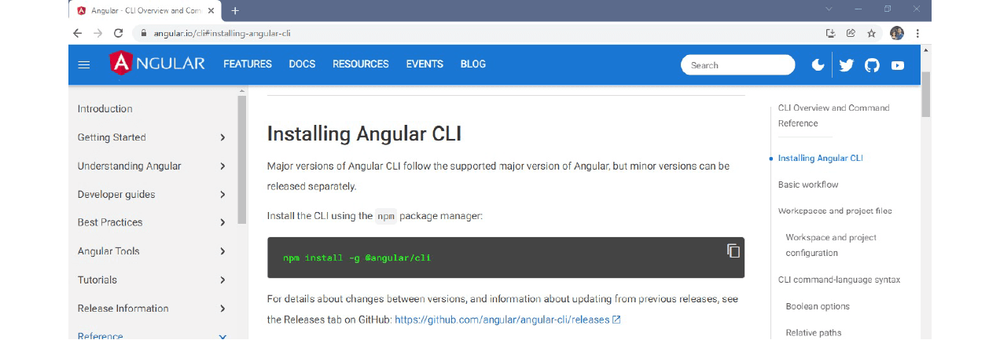 Angular - CLI Overview and Com
angular.io/cli#installing-angular-cli
ANGULAR FEATURES DOCS RESOURCES EVENTS BLOG Search
Introduction
Getting Started
Understanding Angular
Developer guides
Best Practices
Angular Tools
Tutorials
Release Information
Reference
Installing Angular CLI
Major versions of Angular CLI follow the supported major version of Angular, but minor versions can be
released separately.
Install the CLI using the npm package manager:
npm install -g @angular/cli
For details about changes between versions, and information about updating from previous releases, see
the Releases tab on GitHub: https://github.com/angular/angular-cli/releases
CLI Overview and Command
Reference
Installing Angular CLI
Basic workflow
Workspaces and project files
Workspace and project
configuration
CLI command-language syntax
Boolean options
Relative paths